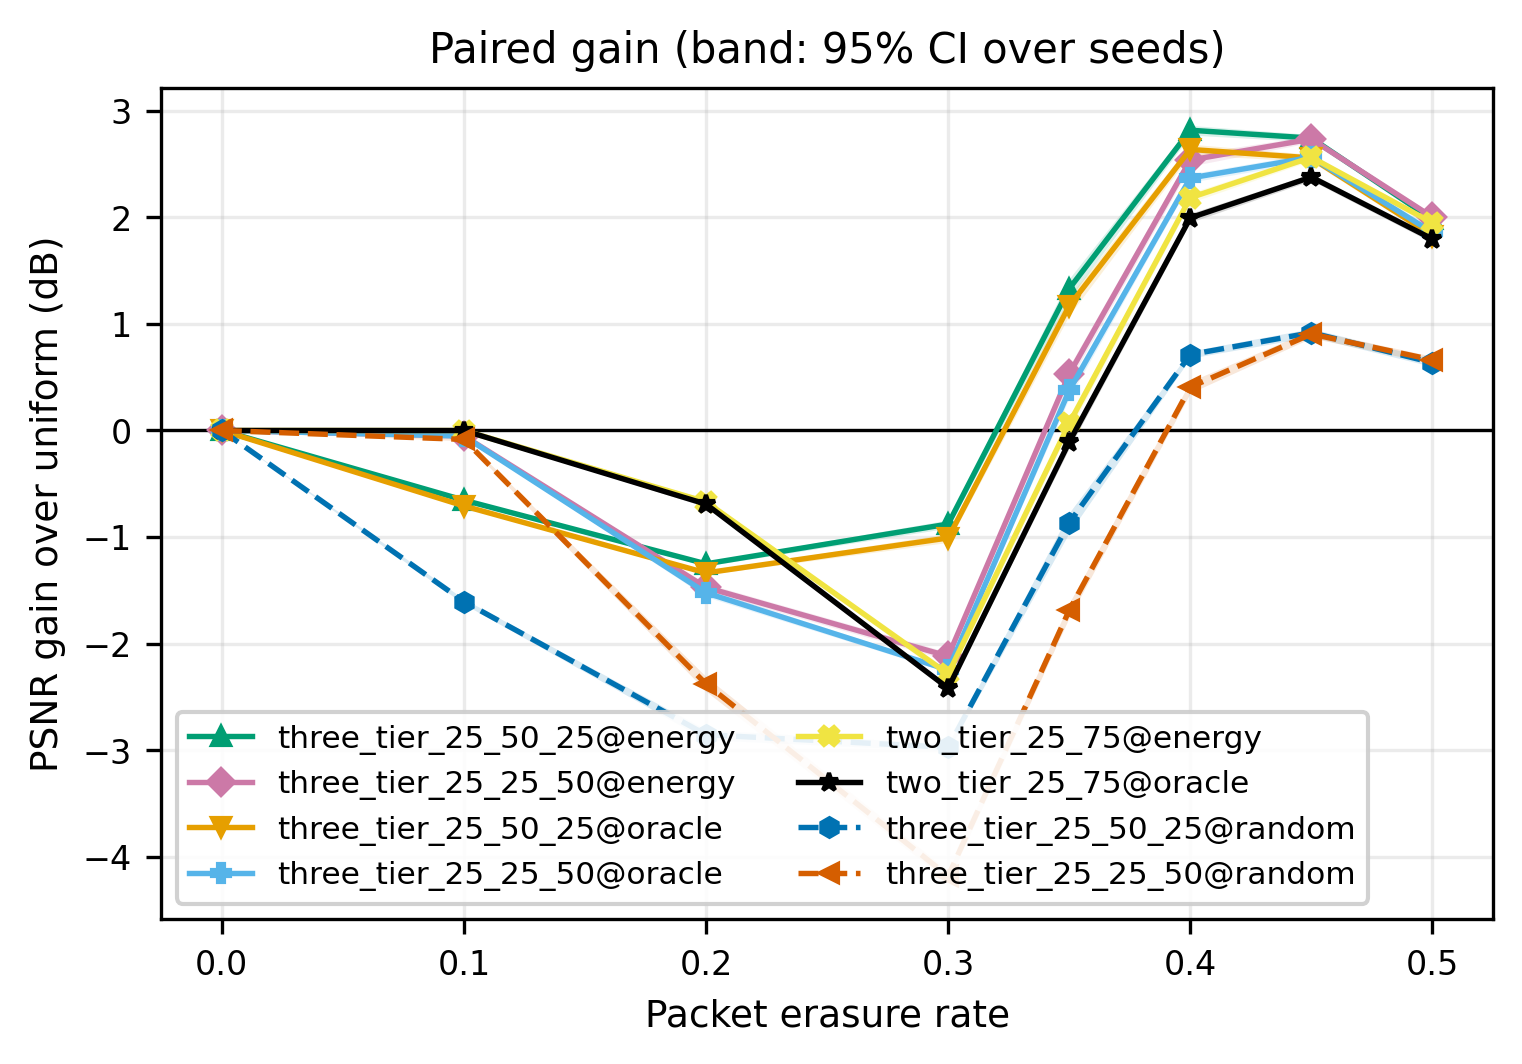 Paired gain (band: 95% CI over seeds)
PSNR gain over uniform (dB)
3
2
1
0
−1
−2
−3
−4
three_tier_25_50_25@energy
three_tier_25_25_50@energy
three_tier_25_50_25@oracle
three_tier_25_25_50@oracle
two_tier_25_75@energy
two_tier_25_75@oracle
three_tier_25_50_25@random
three_tier_25_25_50@random
0.0 0.1 0.2 0.3 0.4 0.5
Packet erasure rate